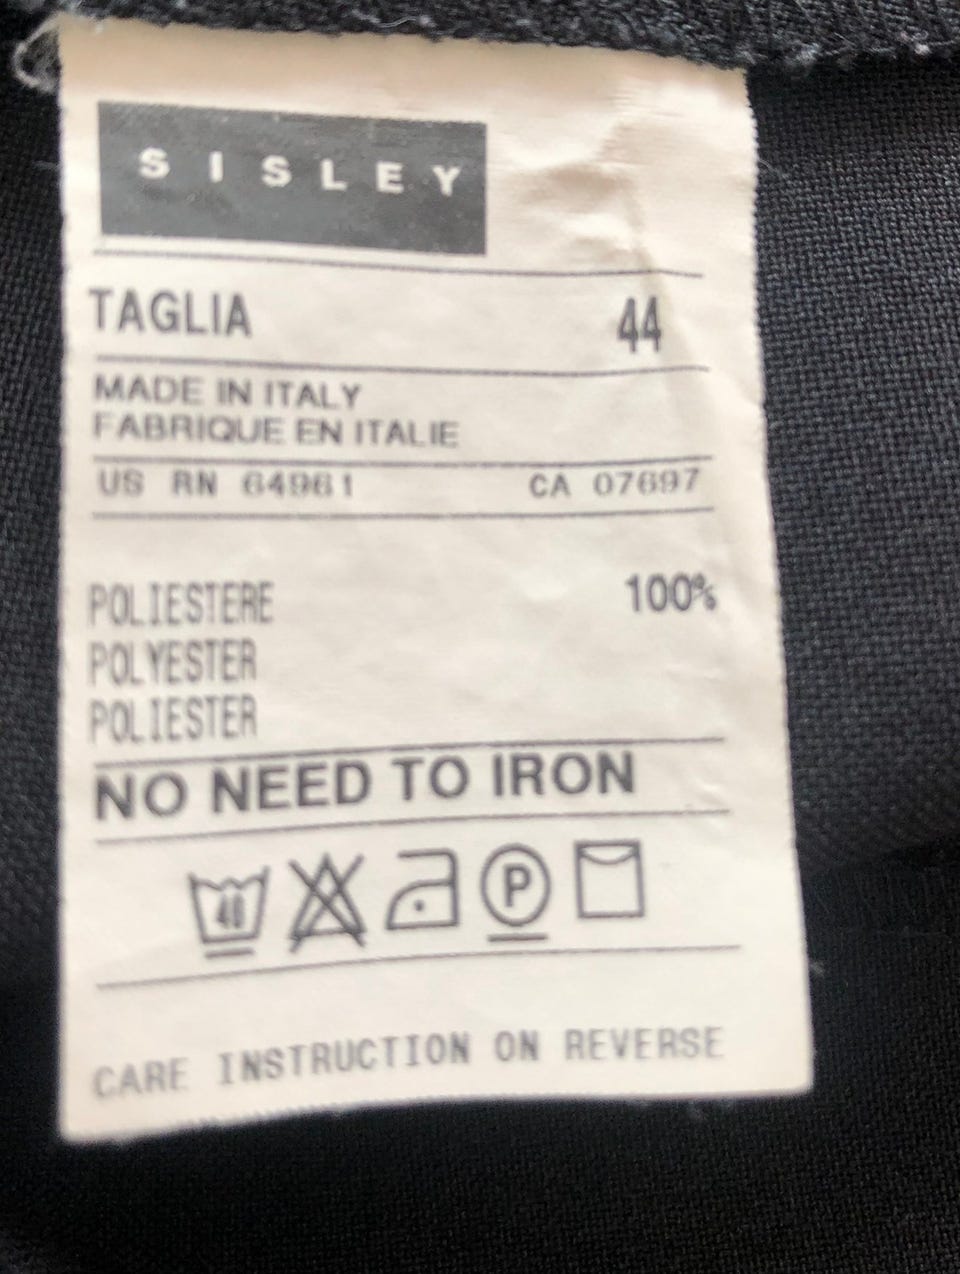 SISLEY
TAGLIA 44
MADE IN ITALY
FABRIQUE EN ITALIE
US RN 64961 CA 07697
POLIESTERE 100%
POLYESTER
POLIESTER
NO NEED TO IRON
40 P
CARE INSTRUCTION ON REVERSE